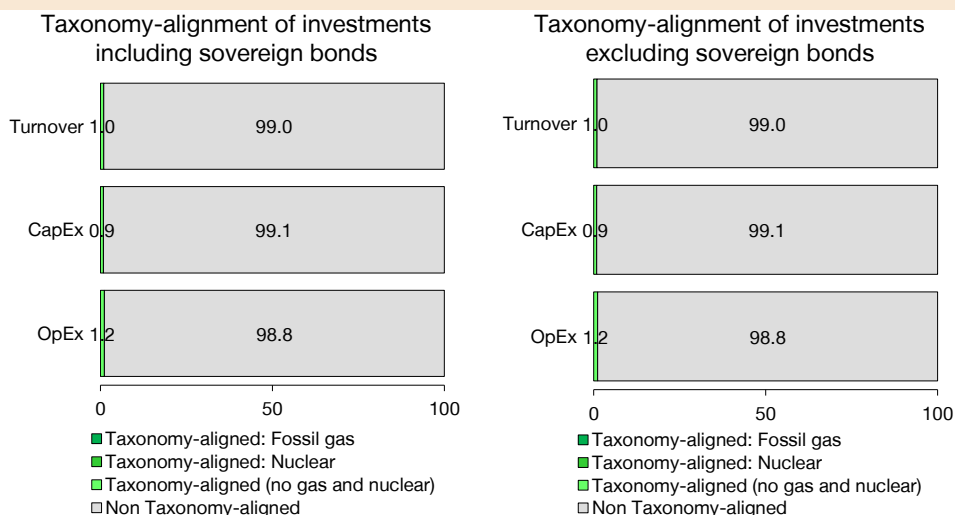 Taxonomy-alignment of investments
including sovereign bonds
Turnover 1.0
99.0
CapEx 0.9
99.1
OpEx 1.2
98.8
0
50
100
Taxonomy-aligned: Fossil gas
Taxonomy-aligned: Nuclear
Taxonomy-aligned (no gas and nuclear)
Non Taxonomy-aligned
Taxonomy-alignment of investments
excluding sovereign bonds
Turnover 1.0
99.0
CapEx 0.9
99.1
OpEx 1.2
98.8
0
50
100
Taxonomy-aligned: Fossil gas
Taxonomy-aligned: Nuclear
Taxonomy-aligned (no gas and nuclear)
Non Taxonomy-aligned